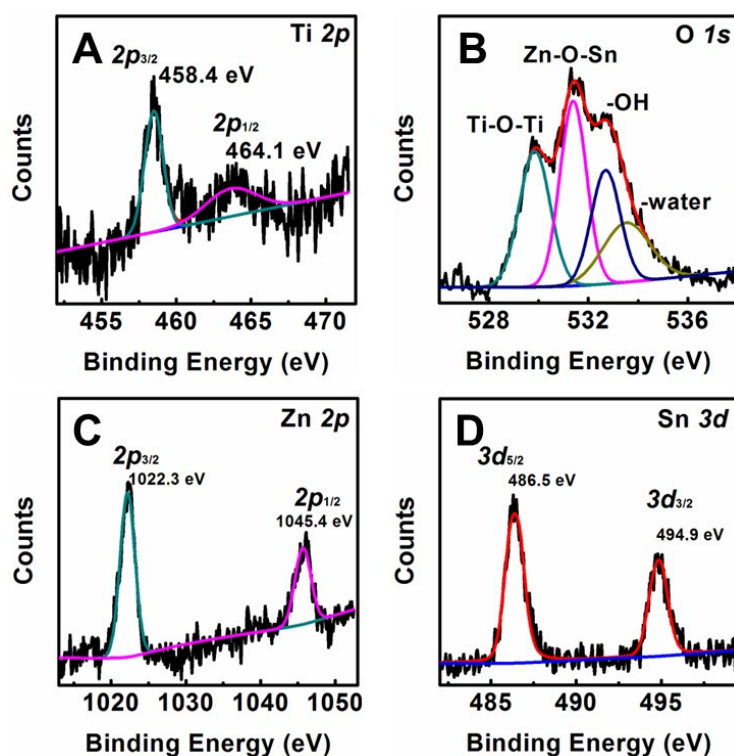 A
Ti 2p
2p3/2
458.4 eV
2p1/2
464.1 eV
Counts
455 460 465 470
Binding Energy (eV)
B
O 1s
Zn-O-Sn
-OH
Ti-O-Ti
-water
Counts
528 532 536
Binding Energy (eV)
C
Zn 2p
2p3/2
1022.3 eV
2p1/2
1045.4 eV
Counts
1020 1030 1040 1050
Binding Energy (eV)
D
Sn 3d
3d5/2
486.5 eV
3d3/2
494.9 eV
Counts
485 490 495
Binding Energy (eV)